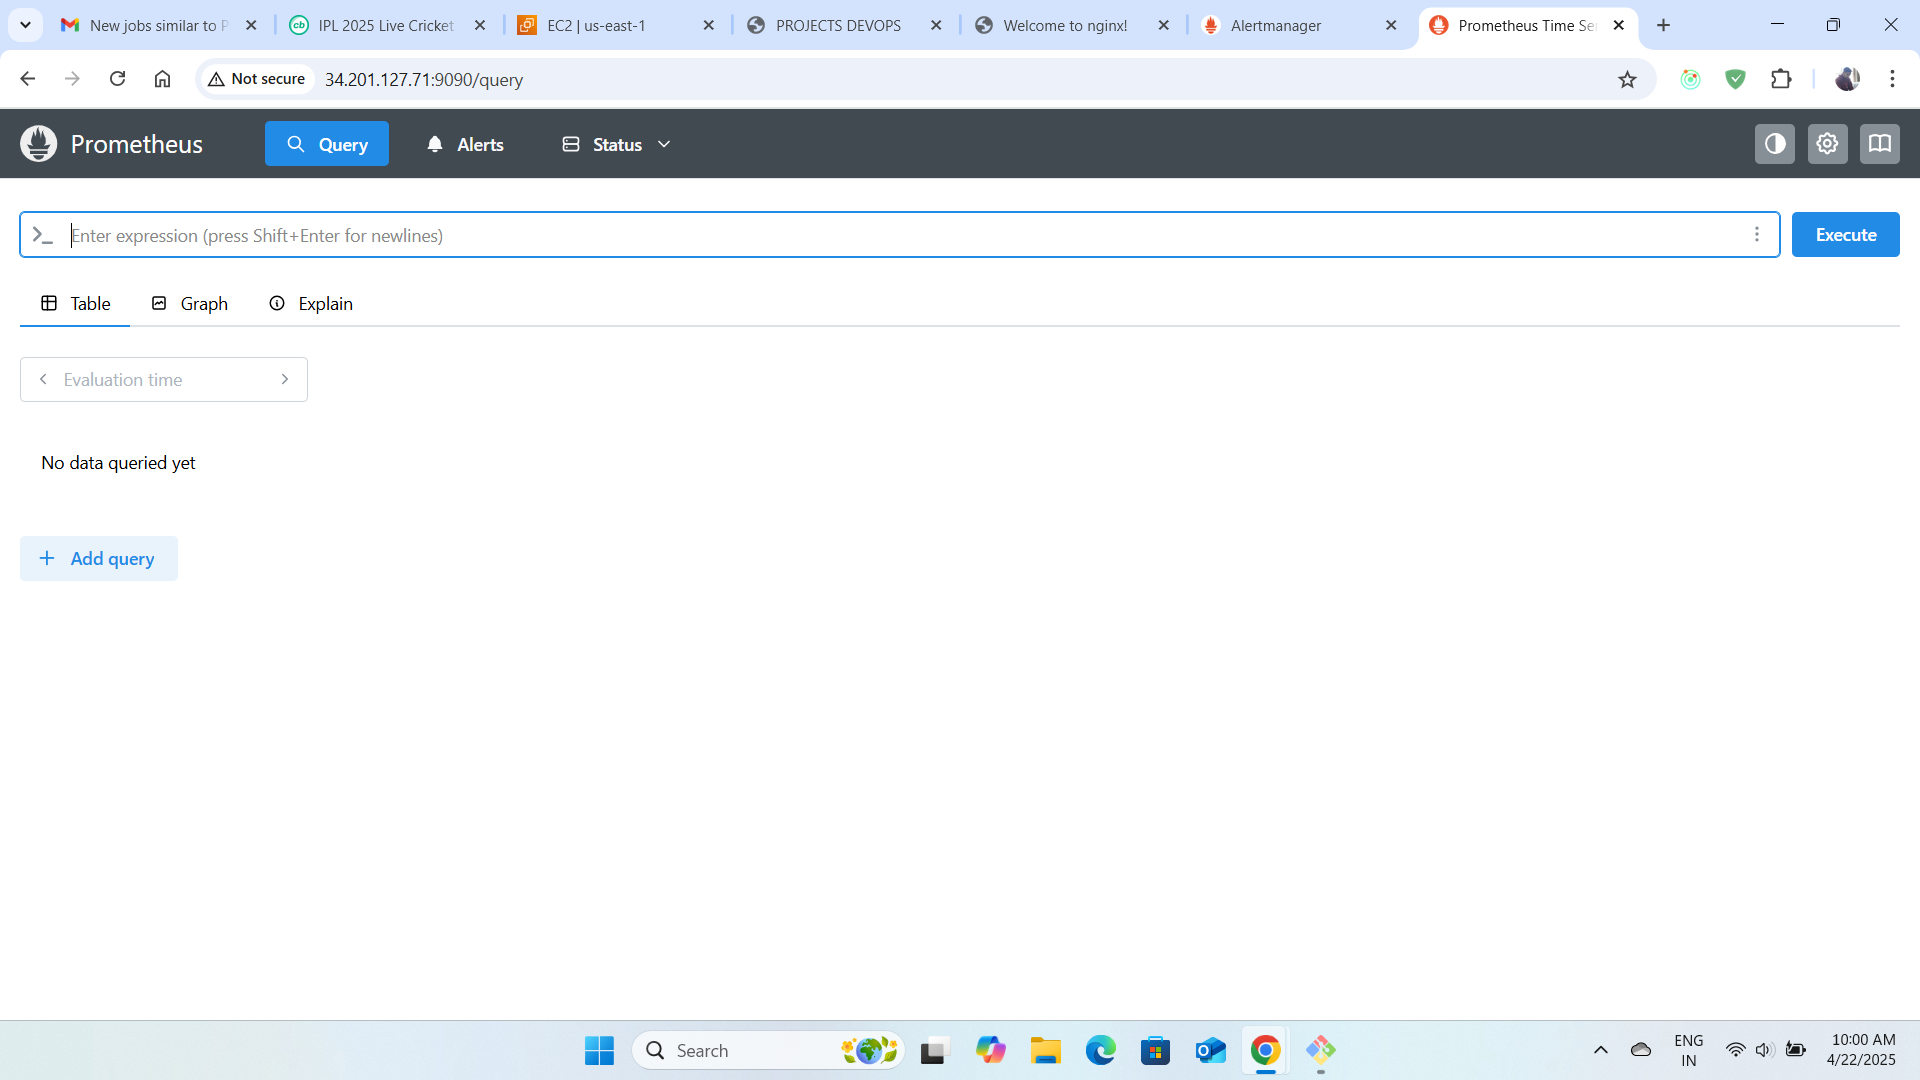 New jobs similar to P
IPL 2025 Live Cricket
EC2 | us-east-1
PROJECTS DEVOPS
Welcome to nginx!
Alertmanager
Prometheus Time Se
Not secure
34.201.127.71:9090/query
Prometheus
Query
Alerts
Status
Enter expression (press Shift+Enter for newlines)
Execute
Table
Graph
Explain
Evaluation time
No data queried yet
Add query
Search
ENG
IN
10:00 AM
4/22/2025